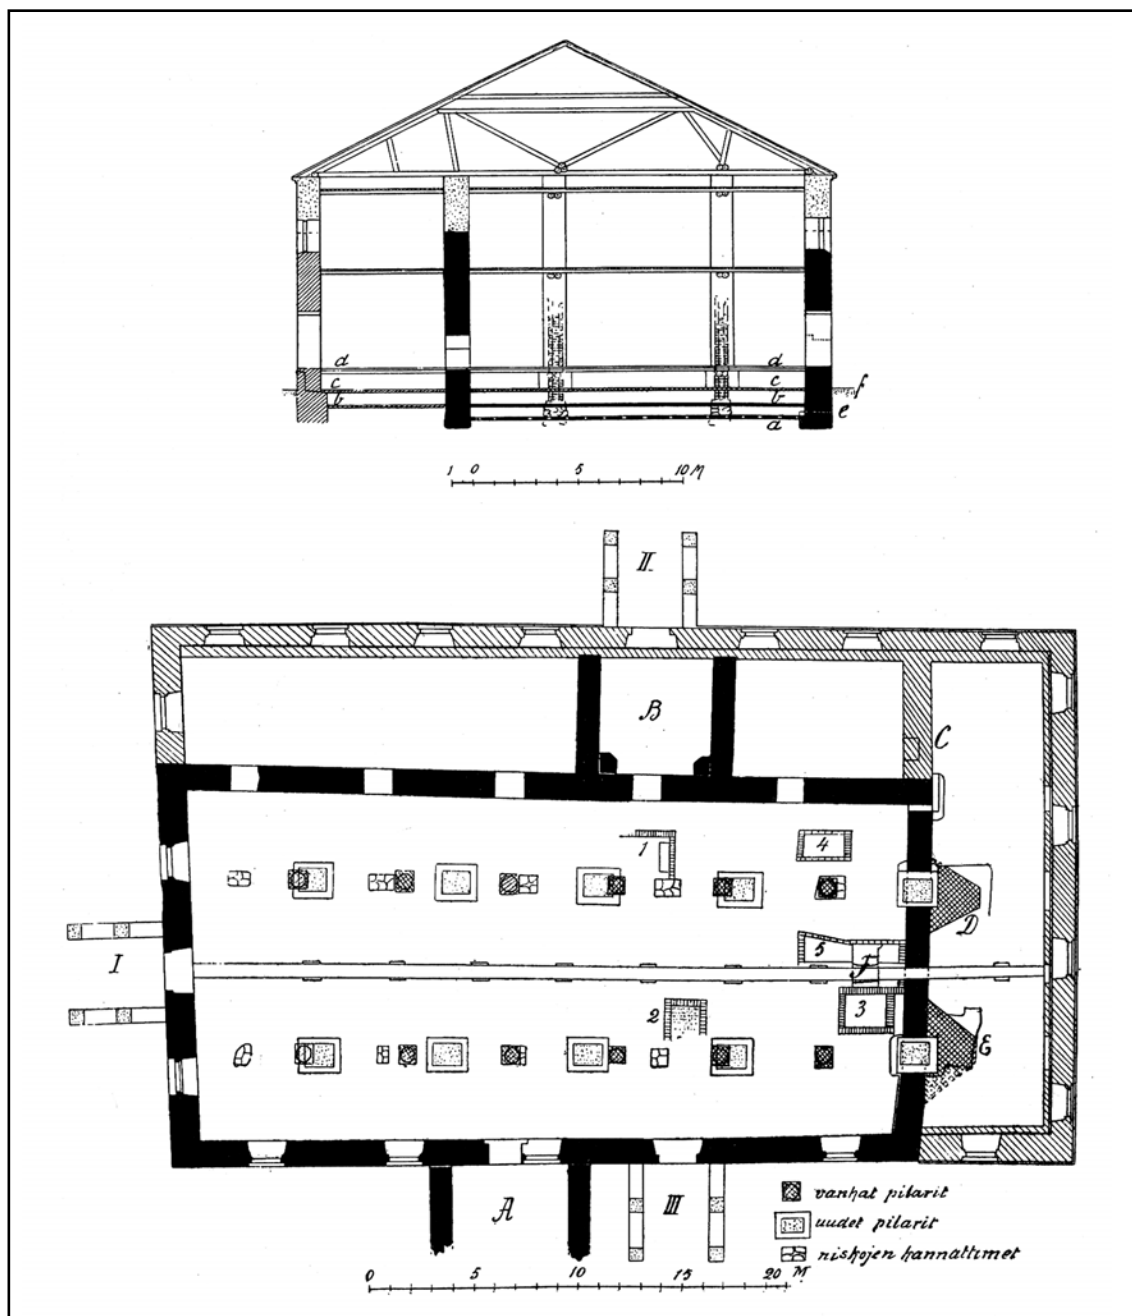 d d
c c f
b b e
a
1 0 5 10 M
II
B
C
1 4
D
5 J
I
2 3
E
A III
vanhat pilarit
uudet pilarit
niskojen kannattimet
0 5 10 15 20 M